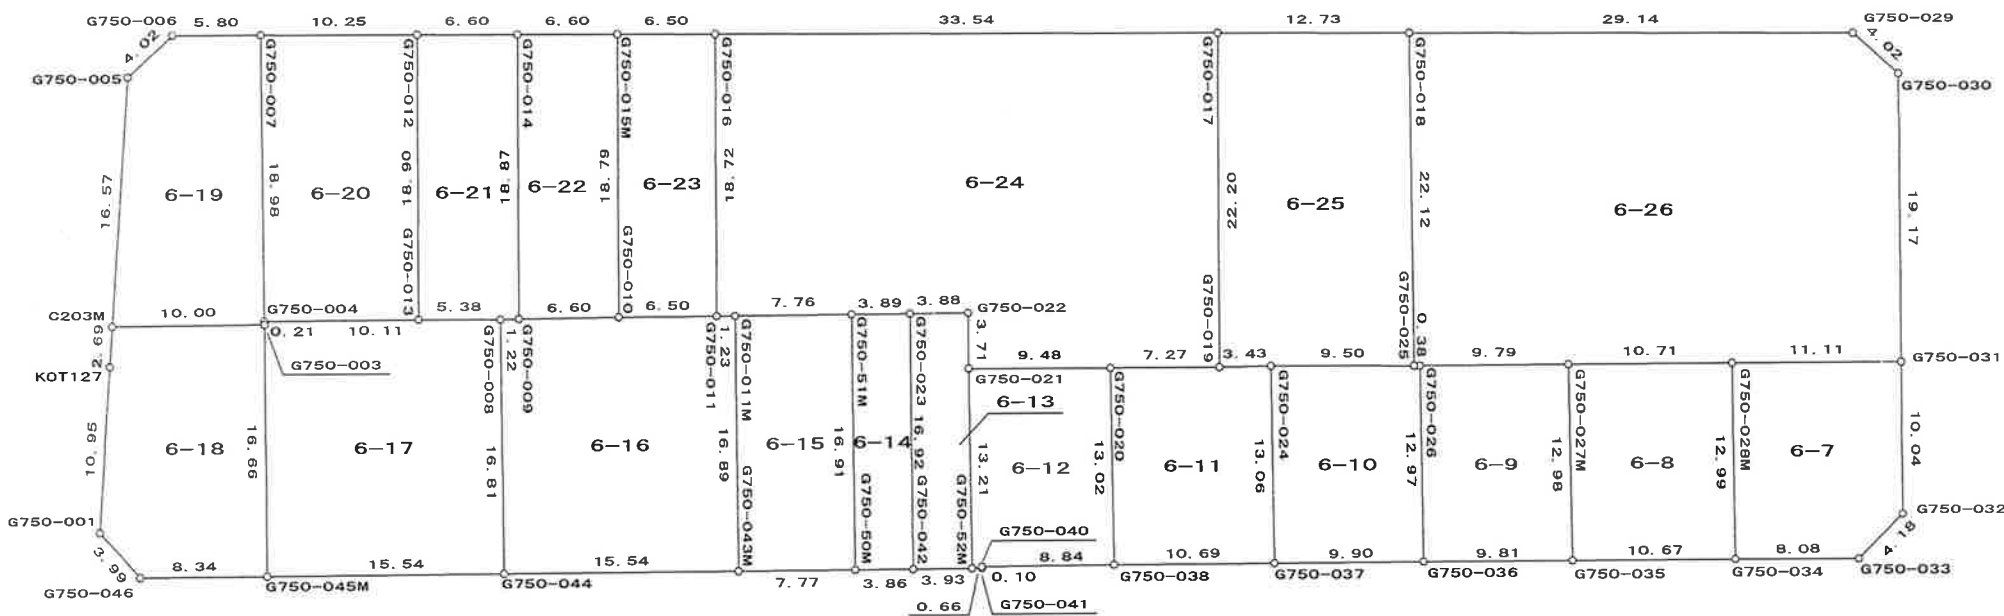 G750-006 5.80 10.25 6.60 6.60 6.50 33.54 12.73 29.14 G750-029
4.02 4.02
G750-005 G750-030
G750-007 G750-012 G750-014 G750-015M G750-016 G750-017 G750-018
16.57 18.98 18.90 18.87 18.79 18.72 22.20 22.12 19.17
6-19 6-20 6-21 6-22 6-23 6-24 6-25 6-26
G750-013 G750-010 G750-019 G750-025
C203M 10.00 G750-004 5.38 6.60 6.50 7.76 3.89 3.88 G750-022
0.21 10.11 1.22 1.23 3.71 0.38
2.69
KOT127 G750-003
G750-008 G750-009 G750-011 G750-011M G750-51M G750-023
9.48 7.27 3.43 9.50 9.79 10.71 11.11 G750-031
G750-021 G750-020 G750-024 G750-026 G750-027M G750-028M
6-13
10.95 16.66 16.81 16.89 16.91 16.92 13.21 13.02 13.06 12.97 12.98 12.99 10.04
6-18 6-17 6-16 6-15 6-14 6-12 6-11 6-10 6-9 6-8 6-7
G750-043M G750-50M G750-042 G750-52M
G750-001 G750-032
G750-040
3.99 4.18
8.34 15.54 15.54 7.77 3.86 3.93 0.10 8.84 10.69 9.90 9.81 10.67 8.08
G750-046 G750-045M G750-044 G750-038 G750-037 G750-036 G750-035 G750-034 G750-033
0.66 G750-041